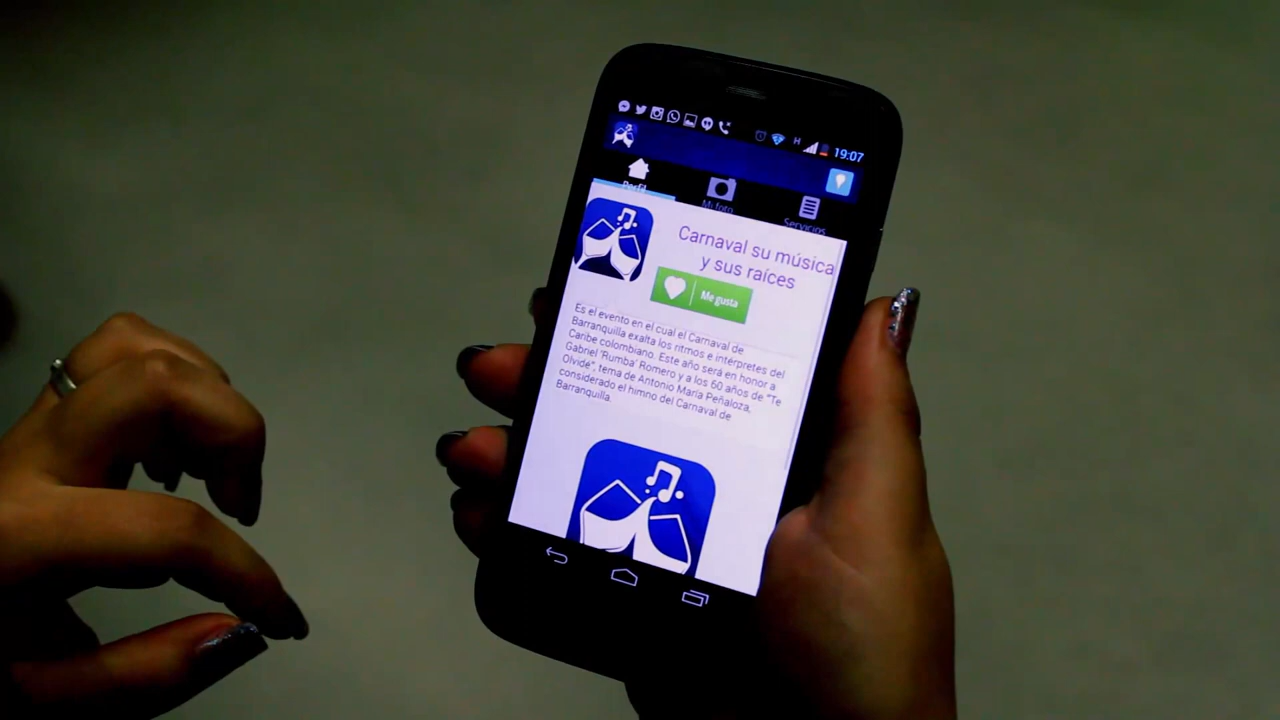 H 19:07
Perfil Mi foto Servicios
Carnaval su música
y sus raíces
Me gusta
Es el evento en el cual el Carnaval de
Barranquilla exalta los ritmos e intérpretes del
Caribe colombiano. Este año será en honor a
Gabriel "Rumba" Romero y a los 60 años de "Te
Olvidé", tema de Antonio María Peñaloza,
considerado el himno del Carnaval de
Barranquilla.